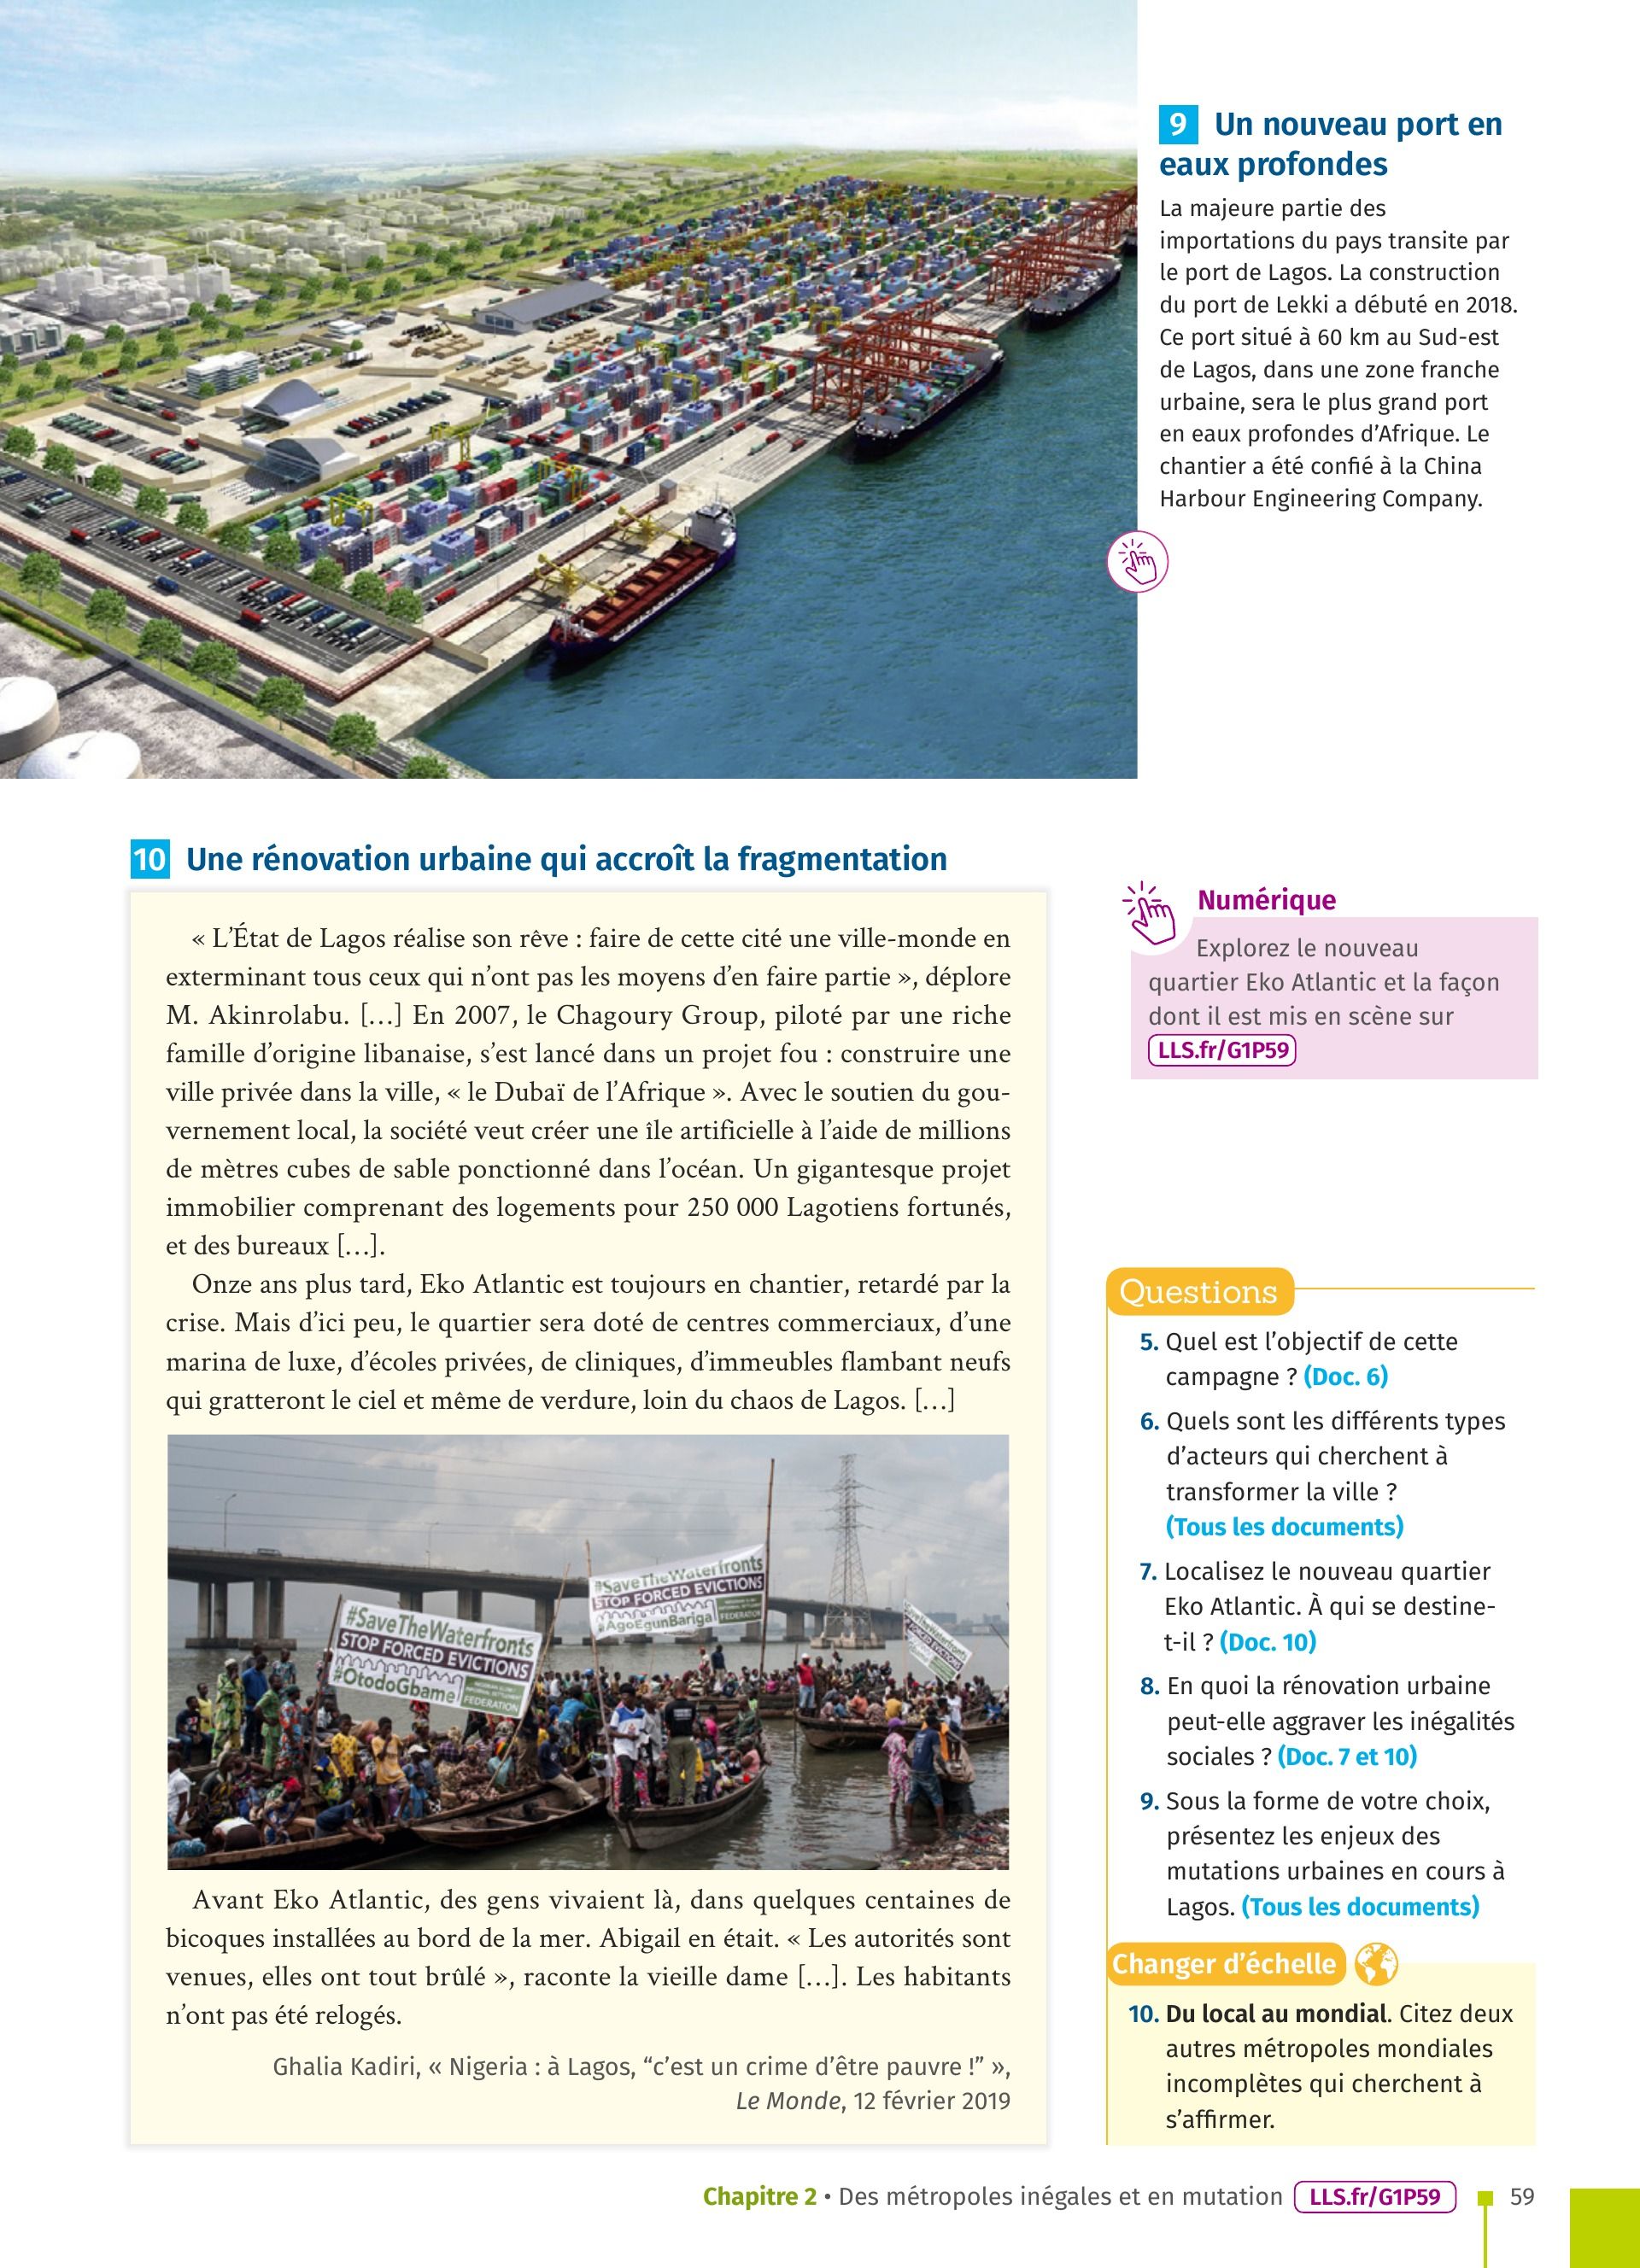 9 Un nouveau port en
eaux profondes
La majeure partie des
importations du pays transite par
le port de Lagos. La construction
du port de Lekki a débuté en 2018.
Ce port situé à 60 km au Sud-est
de Lagos, dans une zone franche
urbaine, sera le plus grand port
en eaux profondes d’Afrique. Le
chantier a été confié à la China
Harbour Engineering Company.
10 Une rénovation urbaine qui accroît la fragmentation
« L’État de Lagos réalise son rêve : faire de cette cité une ville-monde en
exterminant tous ceux qui n’ont pas les moyens d’en faire partie », déplore
M. Akinrolabu. […] En 2007, le Chagoury Group, piloté par une riche
famille d’origine libanaise, s’est lancé dans un projet fou : construire une
ville privée dans la ville, « le Dubaï de l’Afrique ». Avec le soutien du gou-
vernement local, la société veut créer une île artificielle à l’aide de millions
de mètres cubes de sable ponctionné dans l’océan. Un gigantesque projet
immobilier comprenant des logements pour 250 000 Lagotiens fortunés,
et des bureaux […].
Onze ans plus tard, Eko Atlantic est toujours en chantier, retardé par la
crise. Mais d’ici peu, le quartier sera doté de centres commerciaux, d’une
marina de luxe, d’écoles privées, de cliniques, d’immeubles flambant neufs
qui gratteront le ciel et même de verdure, loin du chaos de Lagos. […]
#SaveTheWaterfronts
STOP FORCED EVICTIONS
#OtodoGbame
FEDERATION
#SaveTheWaterfronts
STOP FORCED EVICTIONS
#AgoEgunBariga
FEDERATION
Avant Eko Atlantic, des gens vivaient là, dans quelques centaines de
bicoques installées au bord de la mer. Abigail en était. « Les autorités sont
venues, elles ont tout brûlé », raconte la vieille dame […]. Les habitants
n’ont pas été relogés.
Ghalia Kadiri, « Nigeria : à Lagos, “c’est un crime d’être pauvre !” »,
Le Monde, 12 février 2019
Numérique
Explorez le nouveau
quartier Eko Atlantic et la façon
dont il est mis en scène sur
LLS.fr/G1P59
Questions
5. Quel est l’objectif de cette
campagne ? (Doc. 6)
6. Quels sont les différents types
d’acteurs qui cherchent à
transformer la ville ?
(Tous les documents)
7. Localisez le nouveau quartier
Eko Atlantic. À qui se destine-
t-il ? (Doc. 10)
8. En quoi la rénovation urbaine
peut-elle aggraver les inégalités
sociales ? (Doc. 7 et 10)
9. Sous la forme de votre choix,
présentez les enjeux des
mutations urbaines en cours à
Lagos. (Tous les documents)
Changer d’échelle
10. Du local au mondial. Citez deux
autres métropoles mondiales
incomplètes qui cherchent à
s’affirmer.
Chapitre 2 • Des métropoles inégales et en mutation LLS.fr/G1P59 59